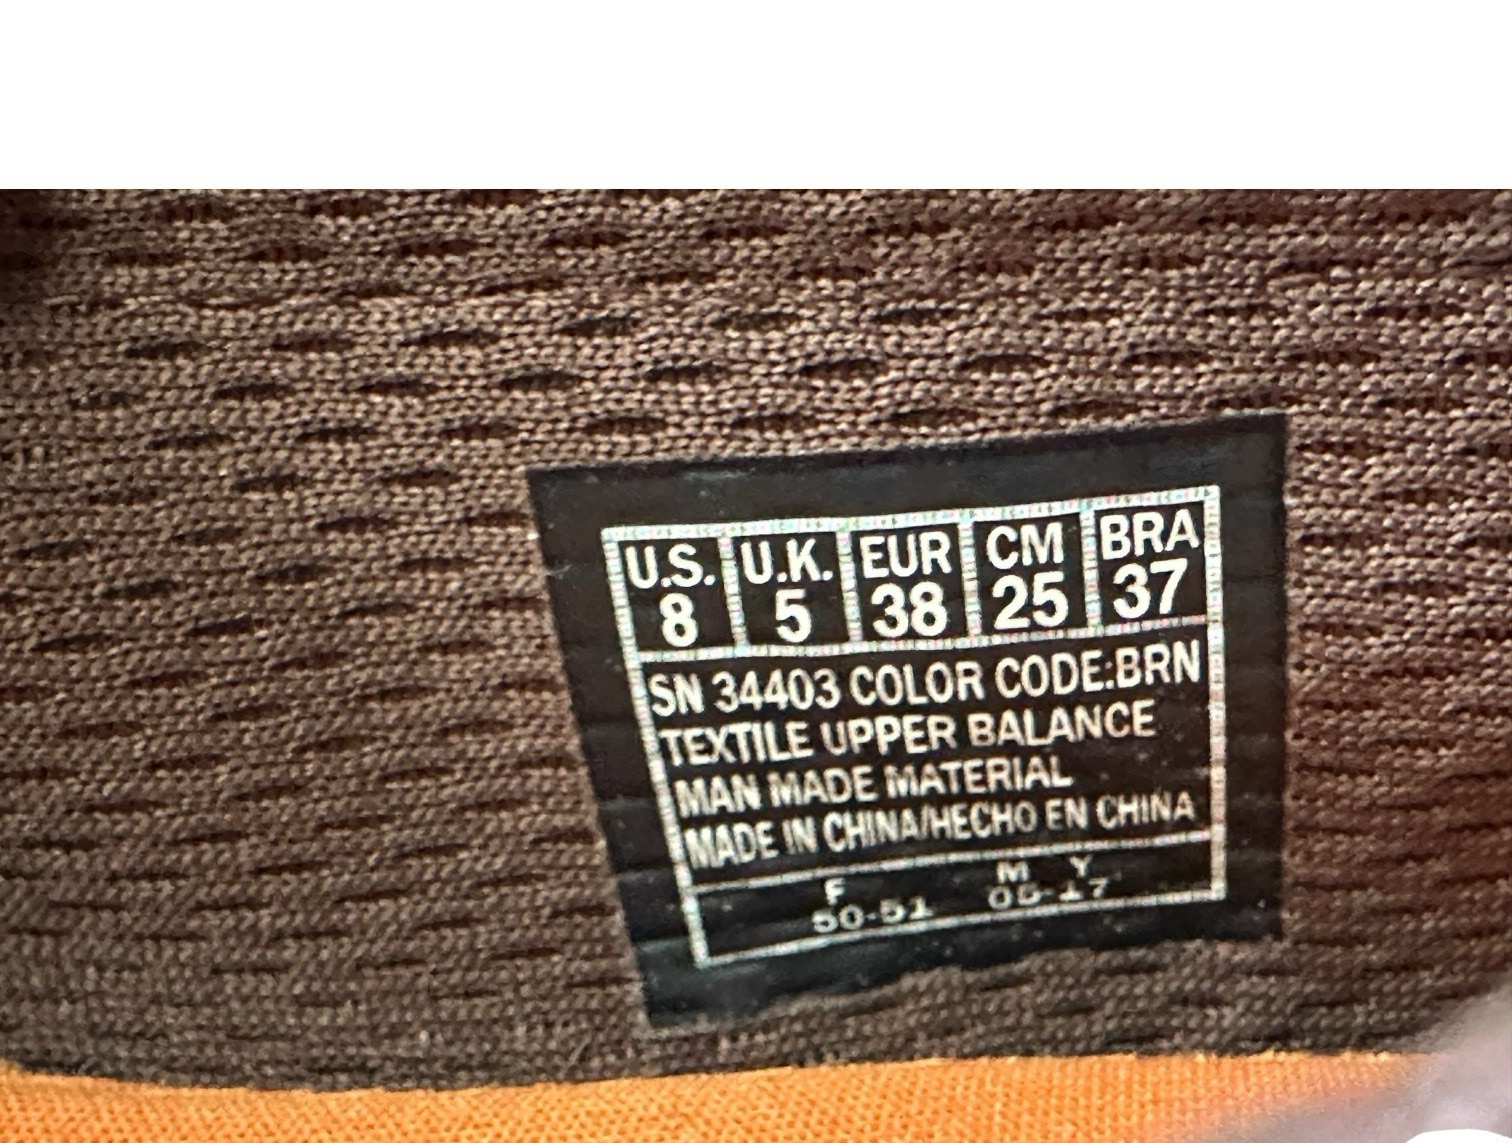 U.S. U.K. EUR CM BRA
8 5 38 25 37
SN 34403 COLOR CODE:BRN
TEXTILE UPPER BALANCE
MAN MADE MATERIAL
MADE IN CHINA/HECHO EN CHINA
F M Y
50-51 05-17